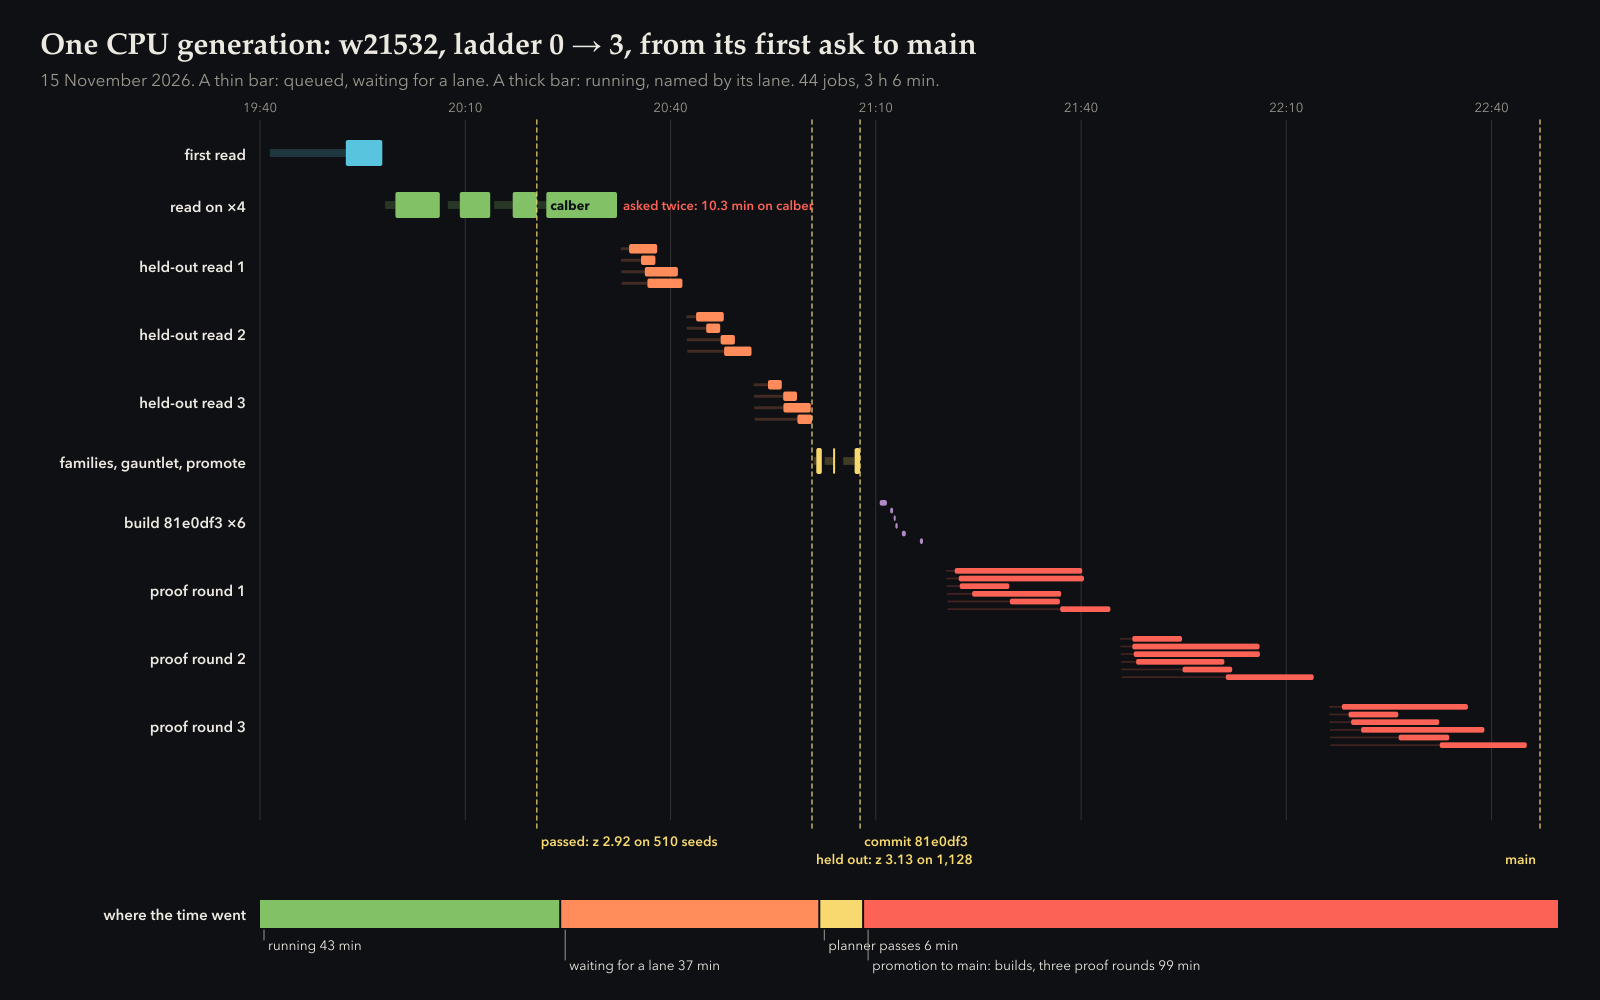 One CPU generation: w21532, ladder 0 → 3, from its first ask to main
15 November 2026. A thin bar: queued, waiting for a lane. A thick bar: running, named by its lane. 44 jobs, 3 h 6 min.
19:40 20:10 20:40 21:10 21:40 22:10 22:40
first read
read on ×4 calber asked twice: 10.3 min on calber
held-out read 1
held-out read 2
held-out read 3
families, gauntlet, promote
build 81e0df3 ×6
proof round 1
proof round 2
proof round 3
passed: z 2.92 on 510 seeds commit 81e0df3
held out: z 3.13 on 1,128 main
where the time went
running 43 min planner passes 6 min
waiting for a lane 37 min promotion to main: builds, three proof rounds 99 min